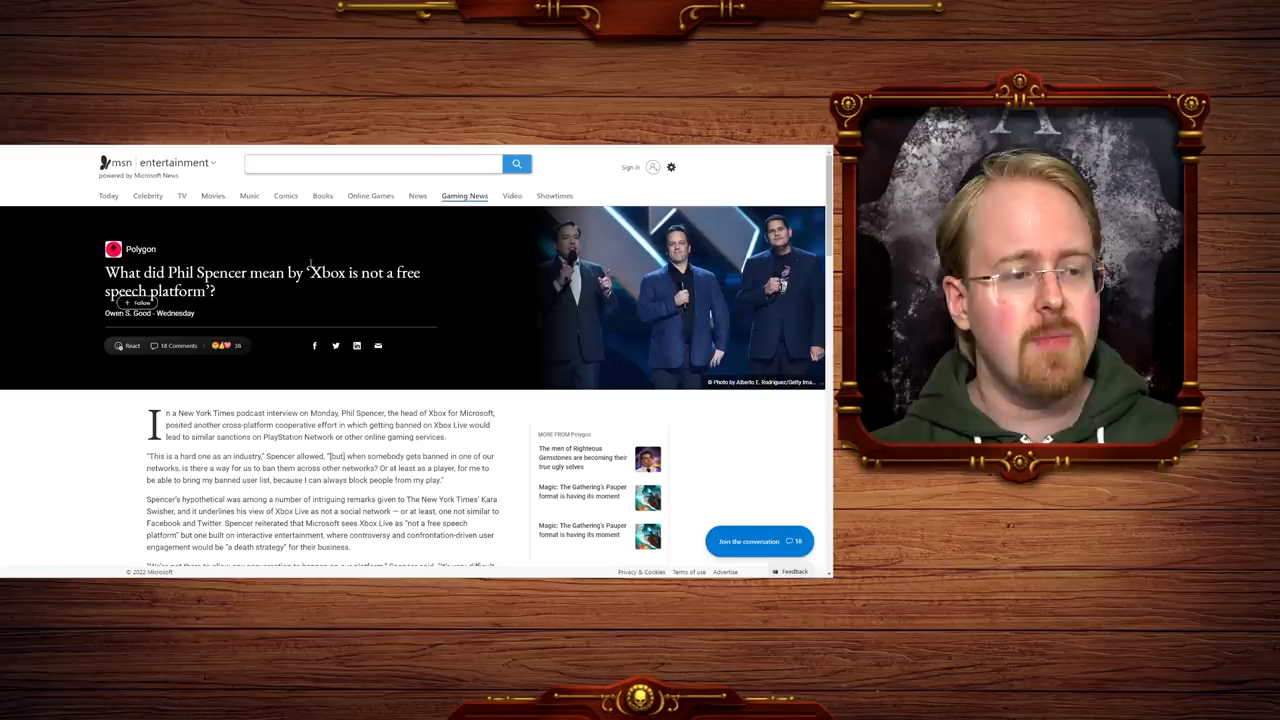 msn | entertainment
powered by Microsoft News
Sign in
Today Celebrity TV Movies Music Comics Books Online Games News Gaming News Video Showtimes
Polygon
What did Phil Spencer mean by ‘Xbox is not a free
speech platform’?
+ Follow
Owen S. Good - Wednesday
React 18 Comments 36
© Photo by Alberto E. Rodriguez/Getty Ima...
In a New York Times podcast interview on Monday, Phil Spencer, the head of Xbox for Microsoft,
posited another cross-platform cooperative effort in which getting banned on Xbox Live would
lead to similar sanctions on PlayStation Network or other online gaming services.
“This is a hard one as an industry,” Spencer allowed, “[but] when somebody gets banned in one of our
networks, is there a way for us to ban them across other networks? Or at least as a player, for me to
be able to bring my banned user list, because I can always block people from my play.”
Spencer’s hypothetical was among a number of intriguing remarks given to The New York Times’ Kara
Swisher, and it underlines his view of Xbox Live as not a social network — or at least, one not similar to
Facebook and Twitter. Spencer reiterated that Microsoft sees Xbox Live as “not a free speech
platform” but one built on interactive entertainment, where controversy and confrontation-driven user
engagement would be “a death strategy” for their business.
MORE FROM Polygon
The men of Righteous
Gemstones are becoming their
true ugly selves
Magic: The Gathering's Pauper
format is having its moment
Magic: The Gathering's Pauper
format is having its moment
Join the conversation 18
© 2022 Microsoft
Privacy & Cookies Terms of use Advertise Feedback